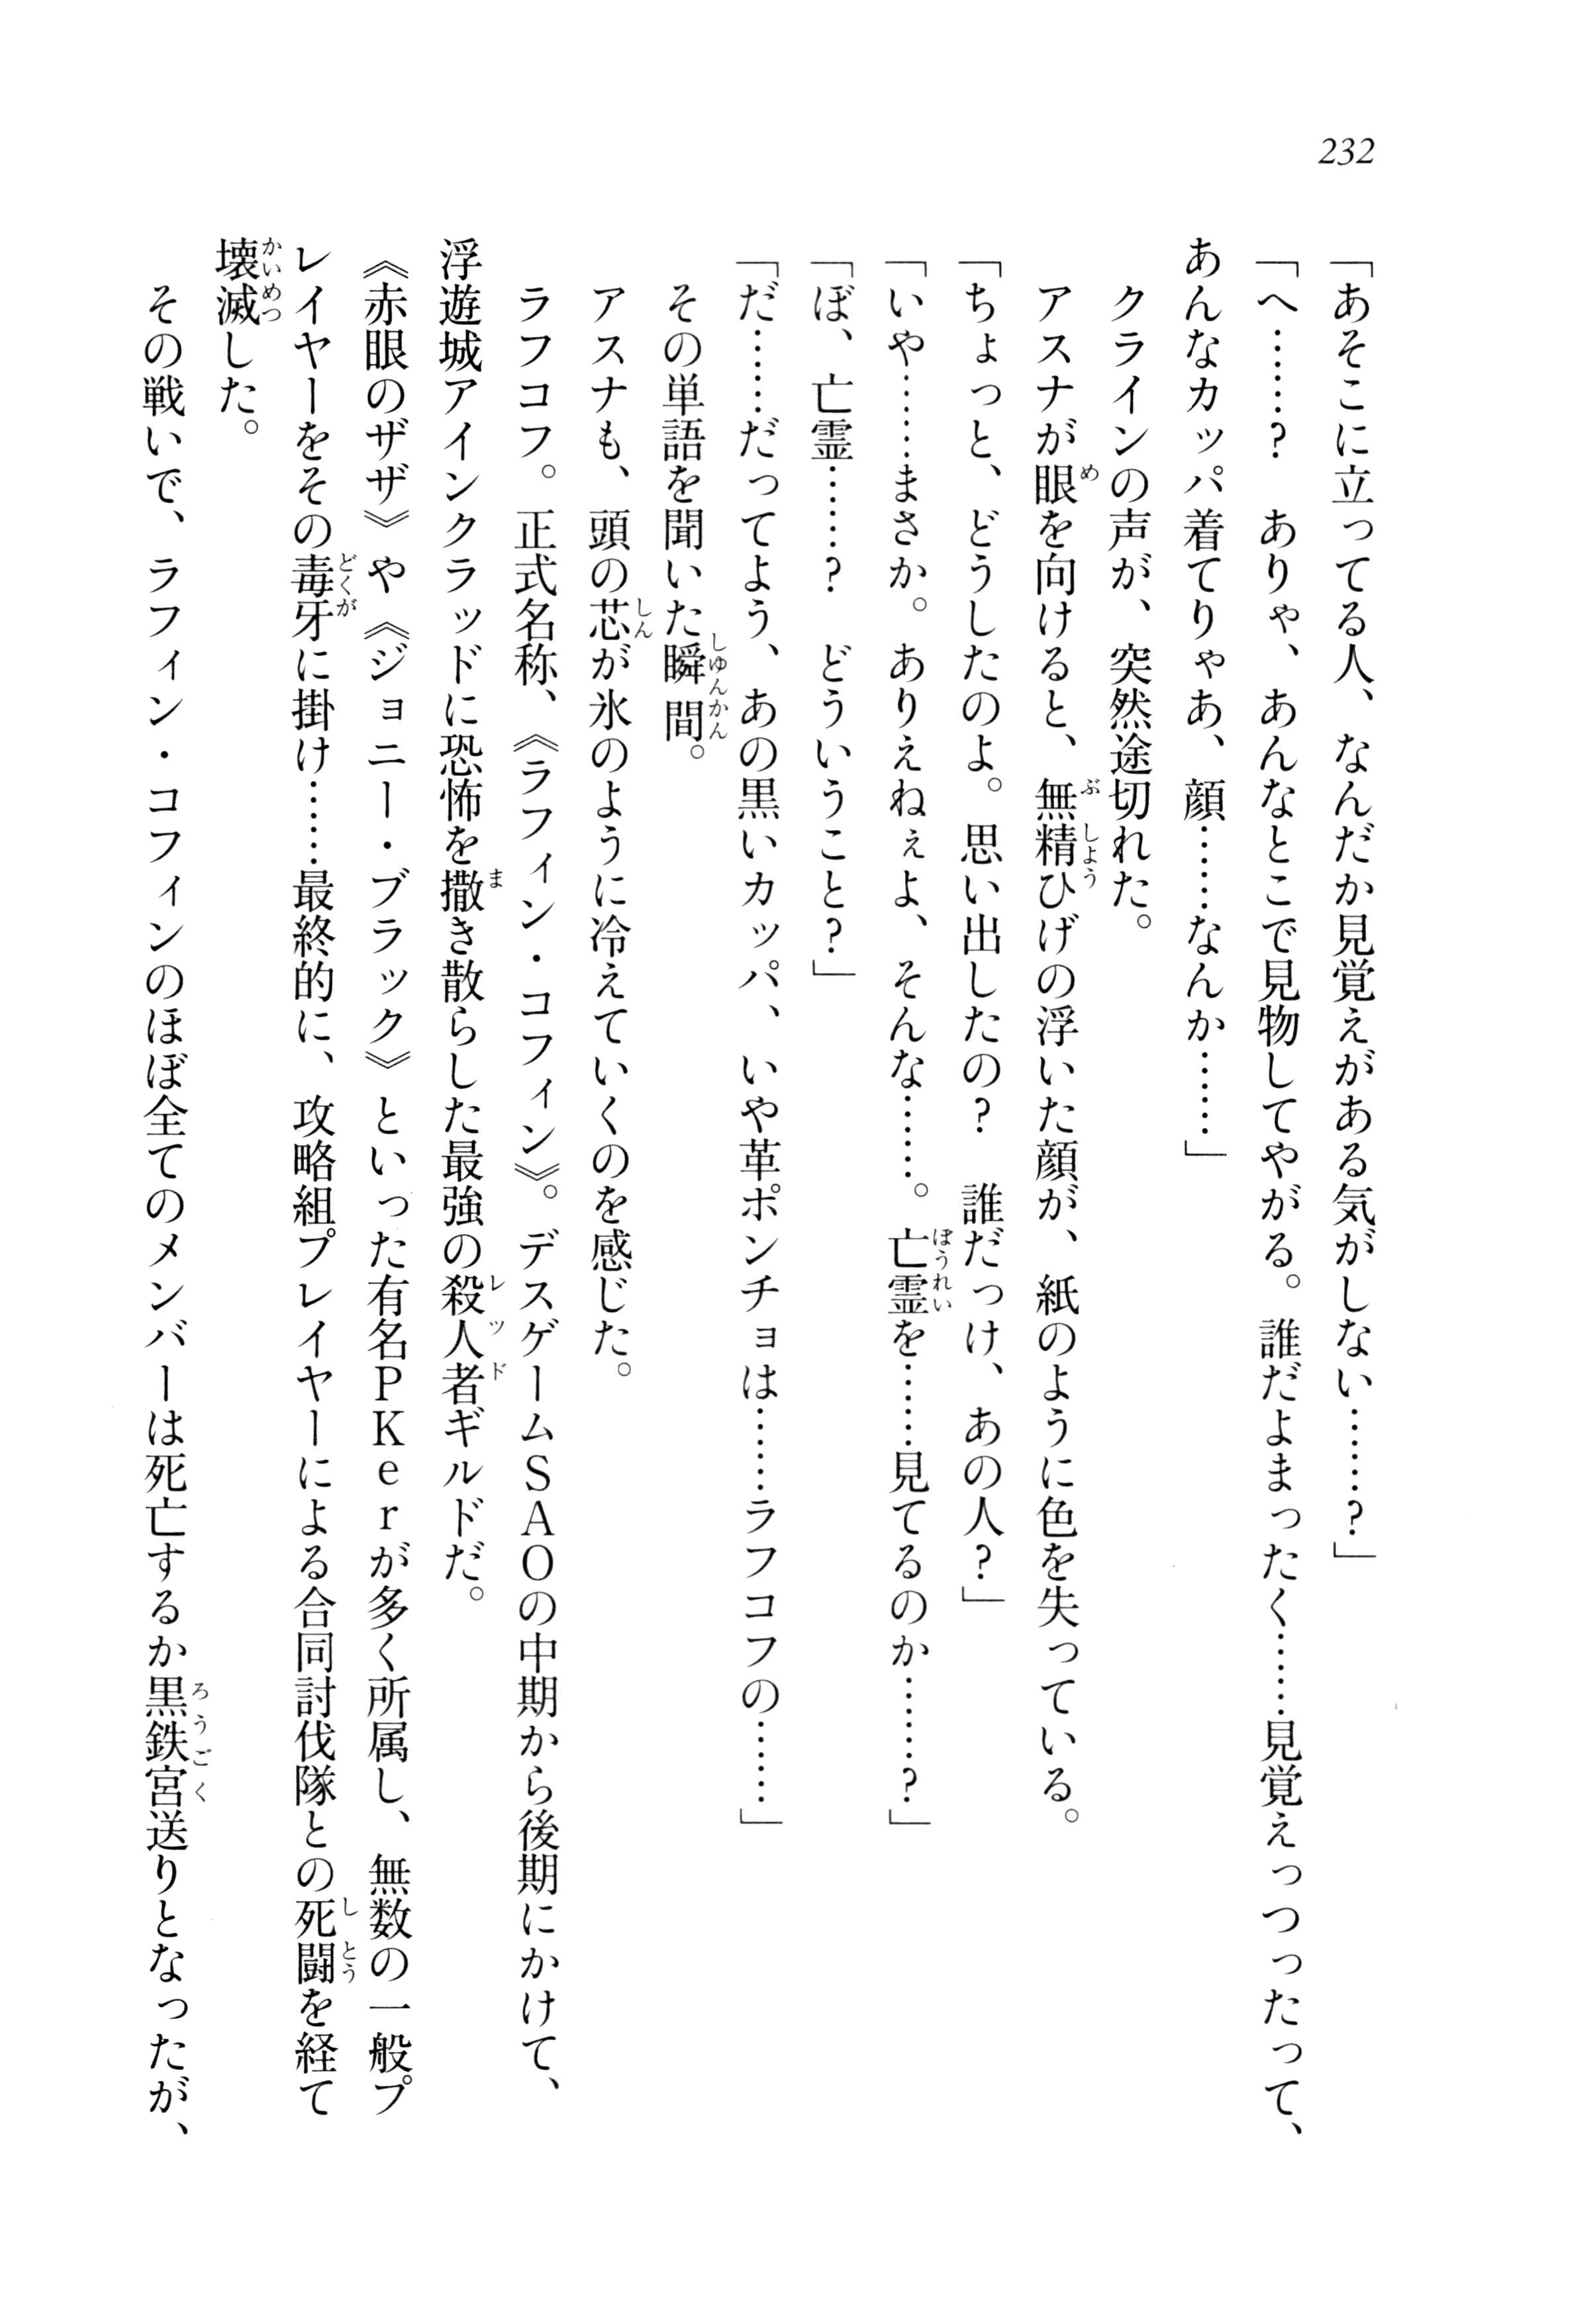 232
「あそこに立ってる人、なんだか見覚えがある気がしない……?」
「へ……? ありゃ、あんなとこで見物してやがる。誰だよまったく……見覚えっつったって、
あんなカッパ着てりゃあ、顔……なんか……」
クラインの声が、突然途切れた。
アスナが眼を向けると、無精ひげの浮いた顔が、紙のように色を失っている。
「ちょっと、どうしたのよ。思い出したの? 誰だっけ、あの人?」
「いや……まさか。ありえねぇよ、そんな……。亡霊を……見てるのか……?」
「ぼ、亡霊……? どういうこと?」
「だ……だってよう、あの黒いカッパ、いや革ポンチョは……ラフコフの……」
その単語を聞いた瞬間。
アスナも、頭の芯が氷のように冷えていくのを感じた。
ラフコフ。正式名称、《ラフィン・コフィン》。デスゲームSAOの中期から後期にかけて、
浮遊城アインクラッドに恐怖を撒き散らした最強の殺人者ギルドだ。
《赤眼のザザ》や《ジョニー・ブラック》といった有名PKerが多く所属し、無数の一般プ
レイヤーをその毒牙に掛け……最終的に、攻略組プレイヤーによる合同討伐隊との死闘を経て
壊滅した。
その戦いで、ラフィン・コフィンのほぼ全てのメンバーは死亡するか黒鉄宮送りとなったが、